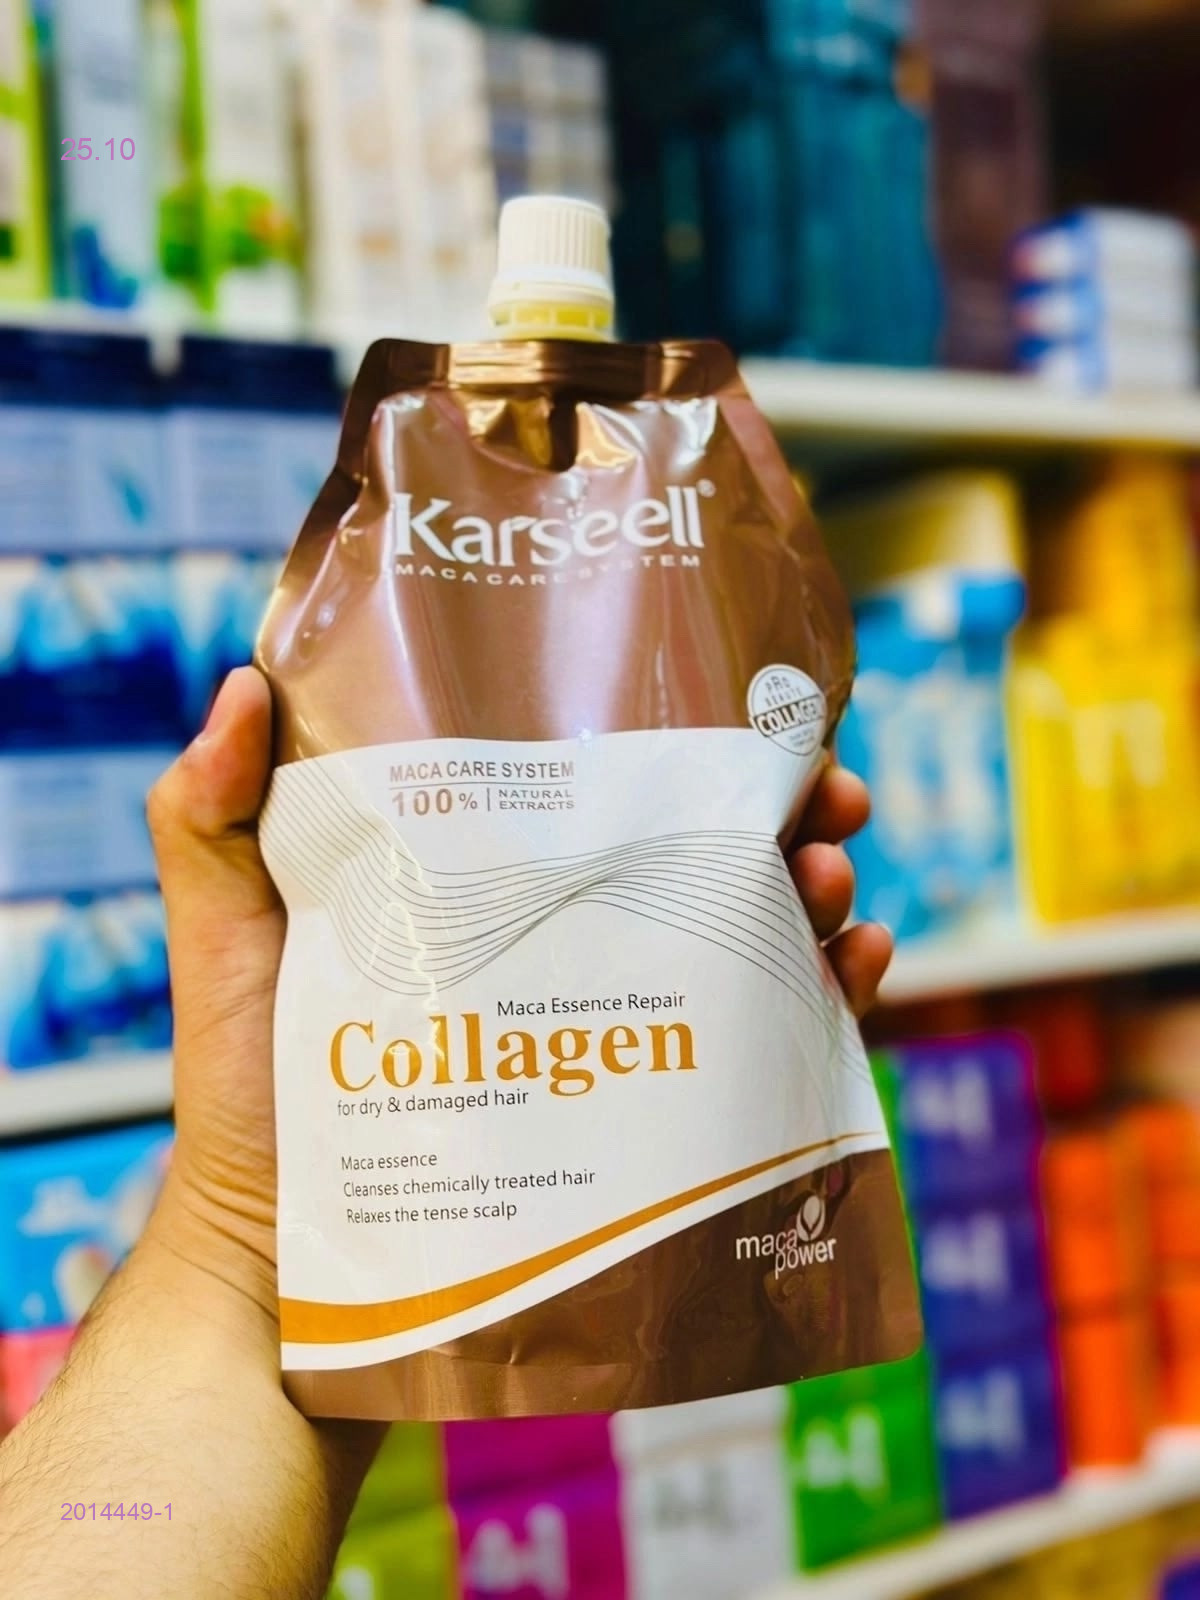 25.10
Karseell®
MACA CARE SYSTEM
PRO
BEAUTE
COLLAGEN
MACA CARE SYSTEM
100% | NATURAL
EXTRACTS
Maca Essence Repair
Collagen
for dry & damaged hair
Maca essence
Cleanses chemically treated hair
Relaxes the tense scalp
maca
power
2014449-1